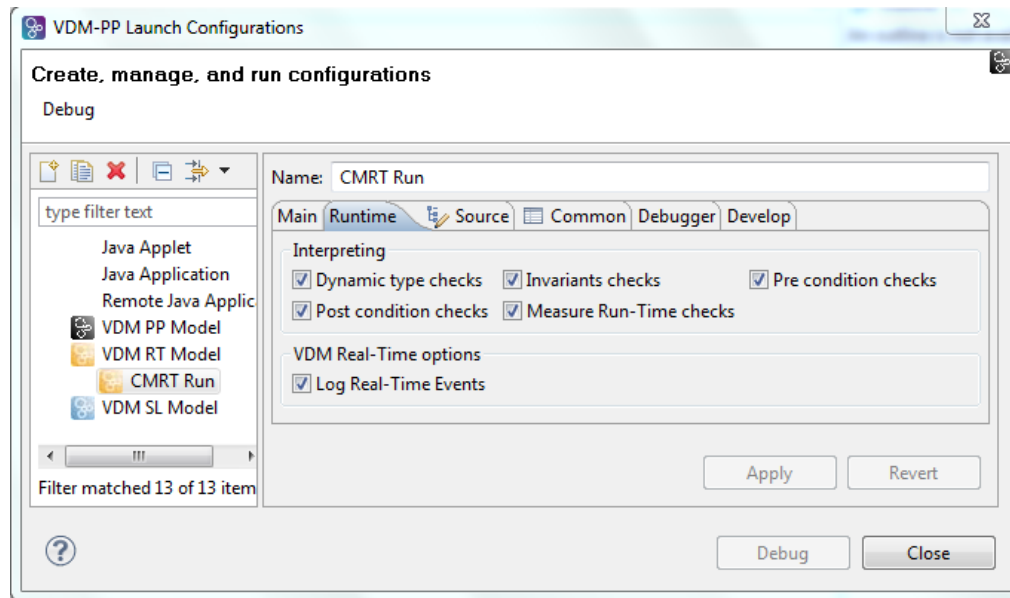 VDM-PP Launch Configurations
Create, manage, and run configurations
Debug
type filter text
Java Applet
Java Application
Remote Java Applic
VDM PP Model
VDM RT Model
CMRT Run
VDM SL Model
Filter matched 13 of 13 item
Name: CMRT Run
Main Runtime Source Common Debugger Develop
Interpreting
Dynamic type checks Invariants checks Pre condition checks
Post condition checks Measure Run-Time checks
VDM Real-Time options
Log Real-Time Events
Apply Revert
Debug Close